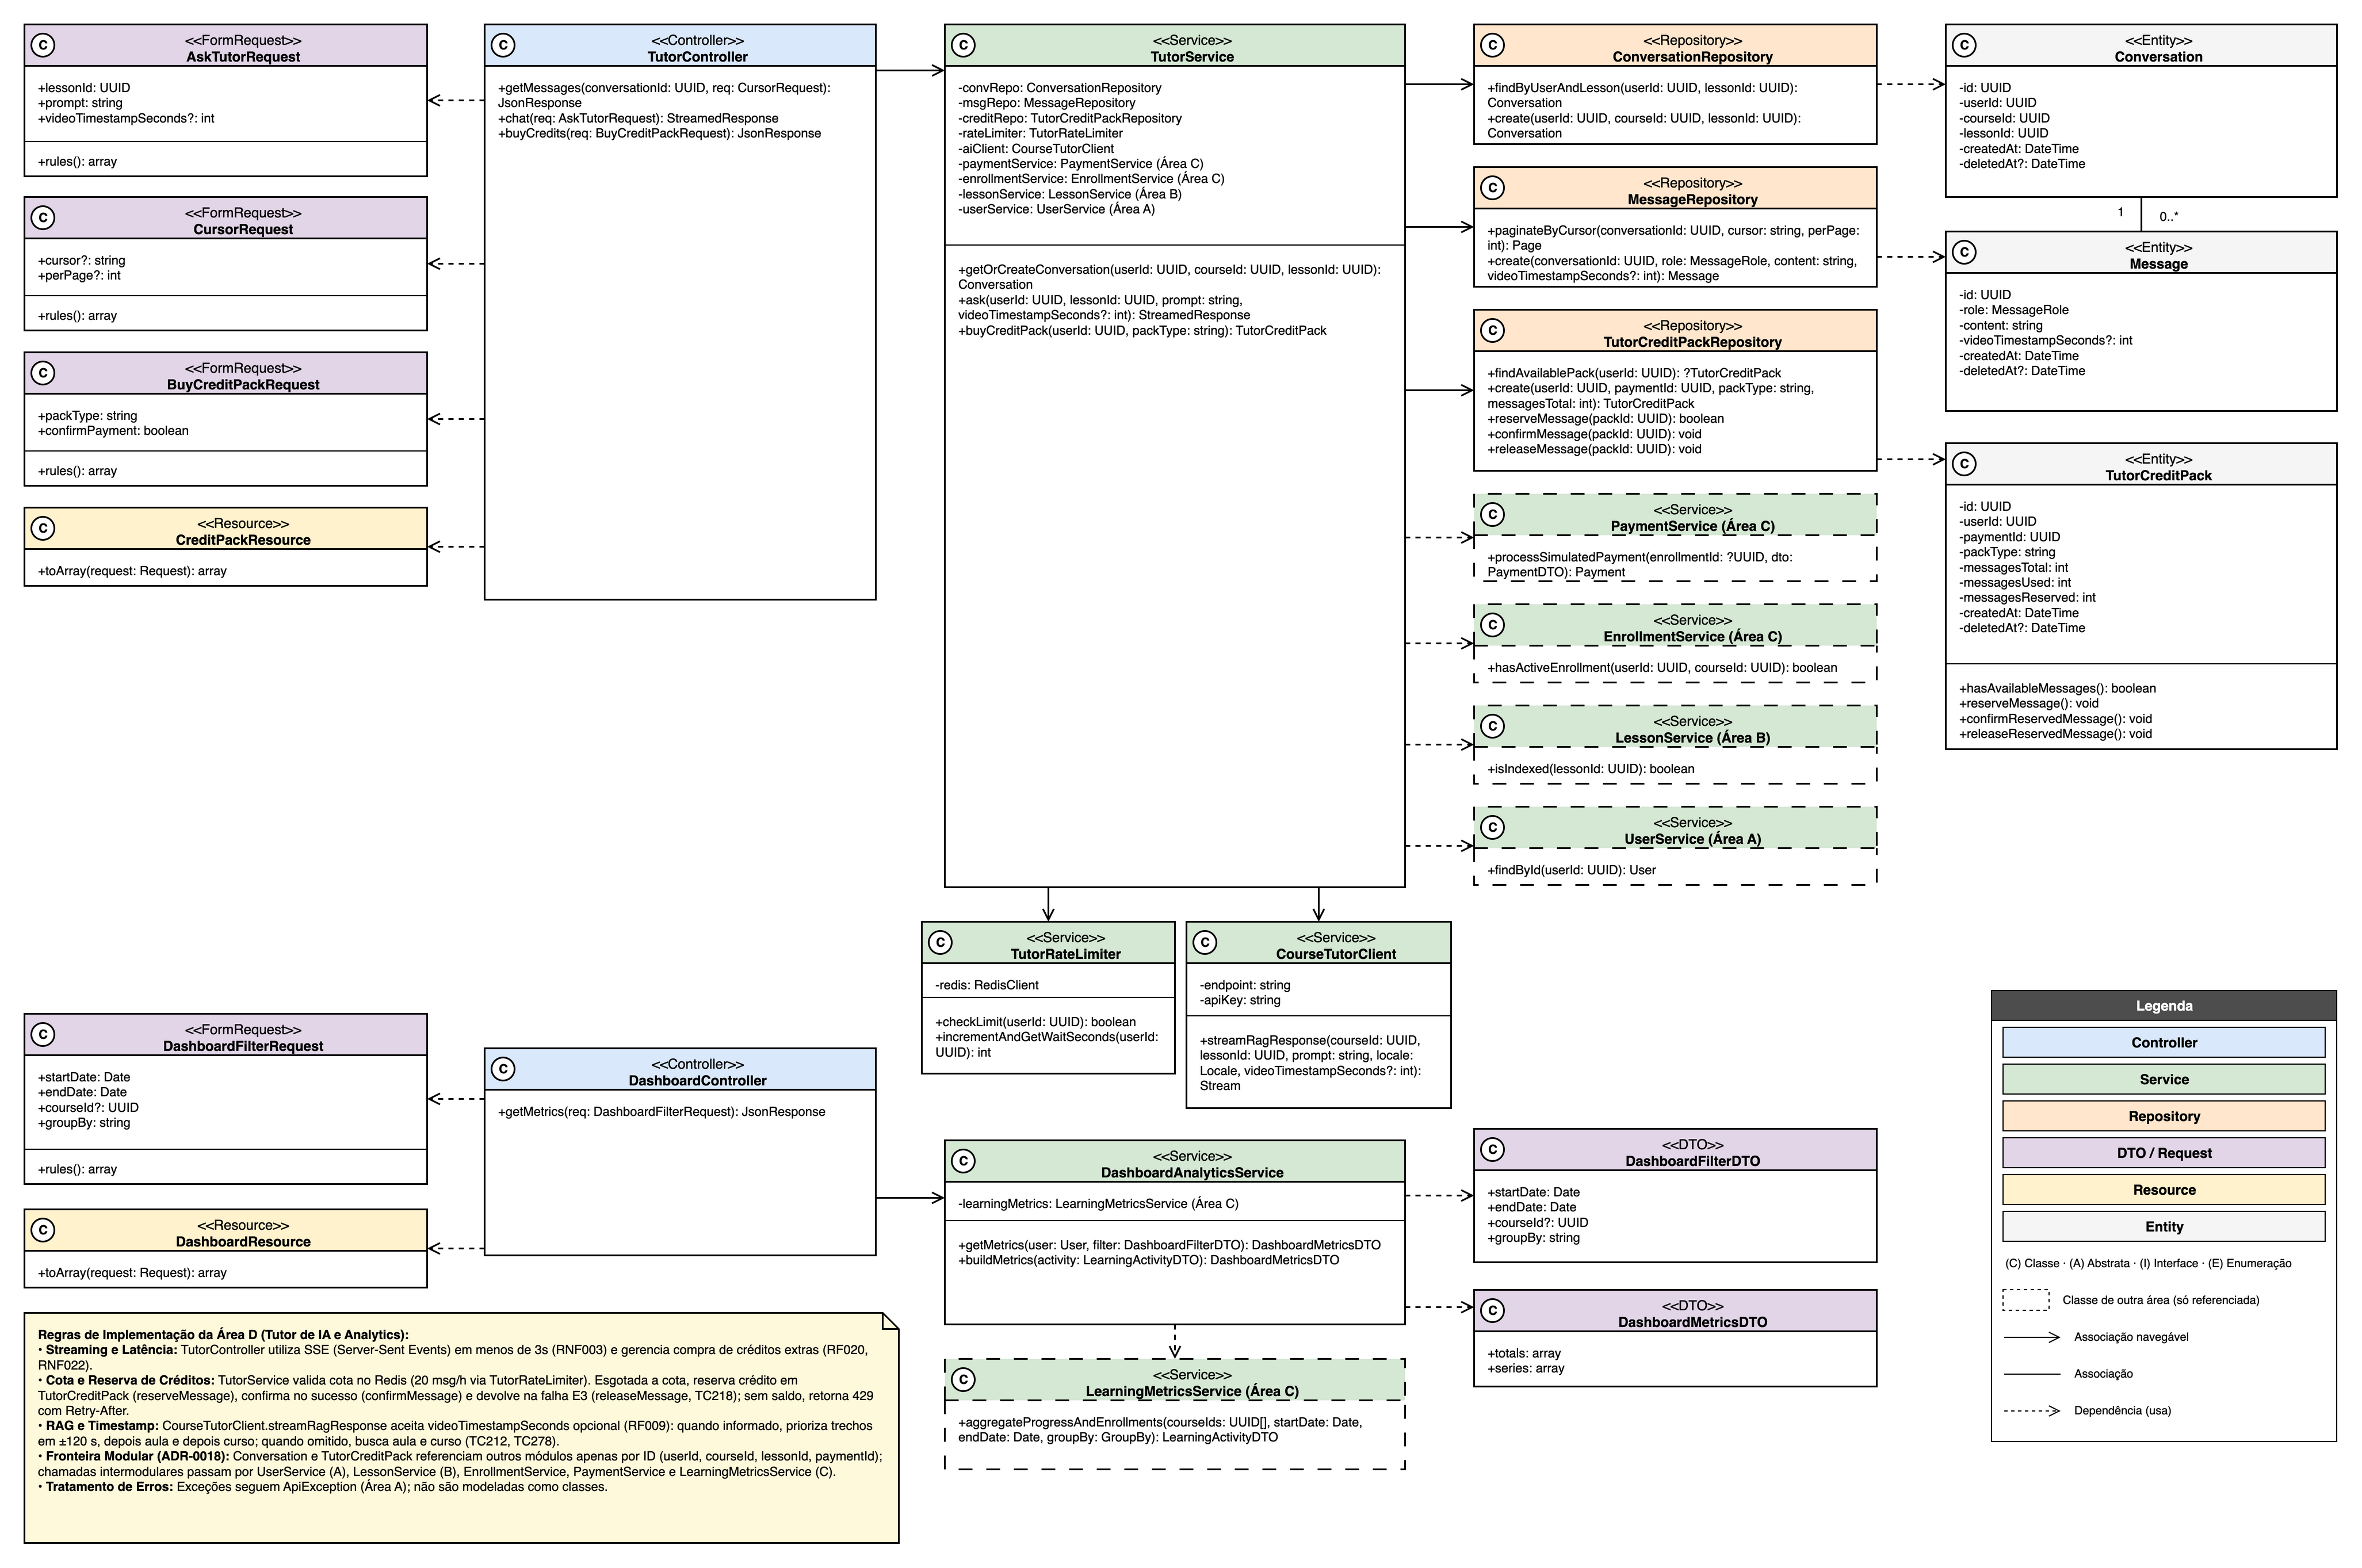 C
<<FormRequest>>
AskTutorRequest
+lessonId: UUID
+prompt: string
+videoTimestampSeconds?: int
+rules(): array
C
<<FormRequest>>
CursorRequest
+cursor?: string
+perPage?: int
+rules(): array
C
<<FormRequest>>
BuyCreditPackRequest
+packType: string
+confirmPayment: boolean
+rules(): array
C
<<Resource>>
CreditPackResource
+toArray(request: Request): array
C
<<Controller>>
TutorController
+getMessages(conversationId: UUID, req: CursorRequest):
JsonResponse
+chat(req: AskTutorRequest): StreamedResponse
+buyCredits(req: BuyCreditPackRequest): JsonResponse
C
<<Service>>
TutorService
-convRepo: ConversationRepository
-msgRepo: MessageRepository
-creditRepo: TutorCreditPackRepository
-rateLimiter: TutorRateLimiter
-aiClient: CourseTutorClient
-paymentService: PaymentService (Área C)
-enrollmentService: EnrollmentService (Área C)
-lessonService: LessonService (Área B)
-userService: UserService (Área A)
+getOrCreateConversation(userId: UUID, courseId: UUID, lessonId: UUID):
Conversation
+ask(userId: UUID, lessonId: UUID, prompt: string,
videoTimestampSeconds?: int): StreamedResponse
+buyCreditPack(userId: UUID, packType: string): TutorCreditPack
C
<<Repository>>
ConversationRepository
+findByUserAndLesson(userId: UUID, lessonId: UUID):
Conversation
+create(userId: UUID, courseId: UUID, lessonId: UUID):
Conversation
C
<<Repository>>
MessageRepository
+paginateByCursor(conversationId: UUID, cursor: string, perPage:
int): Page
+create(conversationId: UUID, role: MessageRole, content: string,
videoTimestampSeconds?: int): Message
C
<<Repository>>
TutorCreditPackRepository
+findAvailablePack(userId: UUID): ?TutorCreditPack
+create(userId: UUID, paymentId: UUID, packType: string,
messagesTotal: int): TutorCreditPack
+reserveMessage(packId: UUID): boolean
+confirmMessage(packId: UUID): void
+releaseMessage(packId: UUID): void
C
<<Service>>
PaymentService (Área C)
+processSimulatedPayment(enrollmentId: ?UUID, dto:
PaymentDTO): Payment
C
<<Service>>
EnrollmentService (Área C)
+hasActiveEnrollment(userId: UUID, courseId: UUID): boolean
C
<<Service>>
LessonService (Área B)
+isIndexed(lessonId: UUID): boolean
C
<<Service>>
UserService (Área A)
+findById(userId: UUID): User
C
<<Entity>>
Conversation
-id: UUID
-userId: UUID
-courseId: UUID
-lessonId: UUID
-createdAt: DateTime
-deletedAt?: DateTime
1
0..*
C
<<Entity>>
Message
-id: UUID
-role: MessageRole
-content: string
-videoTimestampSeconds?: int
-createdAt: DateTime
-deletedAt?: DateTime
C
<<Entity>>
TutorCreditPack
-id: UUID
-userId: UUID
-paymentId: UUID
-packType: string
-messagesTotal: int
-messagesUsed: int
-messagesReserved: int
-createdAt: DateTime
-deletedAt?: DateTime
+hasAvailableMessages(): boolean
+reserveMessage(): void
+confirmReservedMessage(): void
+releaseReservedMessage(): void
C
<<Service>>
TutorRateLimiter
-redis: RedisClient
+checkLimit(userId: UUID): boolean
+incrementAndGetWaitSeconds(userId:
UUID): int
C
<<Service>>
CourseTutorClient
-endpoint: string
-apiKey: string
+streamRagResponse(courseId: UUID,
lessonId: UUID, prompt: string, locale:
Locale, videoTimestampSeconds?: int):
Stream
C
<<FormRequest>>
DashboardFilterRequest
+startDate: Date
+endDate: Date
+courseId?: UUID
+groupBy: string
+rules(): array
C
<<Resource>>
DashboardResource
+toArray(request: Request): array
C
<<Controller>>
DashboardController
+getMetrics(req: DashboardFilterRequest): JsonResponse
C
<<Service>>
DashboardAnalyticsService
-learningMetrics: LearningMetricsService (Área C)
+getMetrics(user: User, filter: DashboardFilterDTO): DashboardMetricsDTO
+buildMetrics(activity: LearningActivityDTO): DashboardMetricsDTO
C
<<Service>>
LearningMetricsService (Área C)
+aggregateProgressAndEnrollments(courseIds: UUID[], startDate: Date,
endDate: Date, groupBy: GroupBy): LearningActivityDTO
C
<<DTO>>
DashboardFilterDTO
+startDate: Date
+endDate: Date
+courseId?: UUID
+groupBy: string
C
<<DTO>>
DashboardMetricsDTO
+totals: array
+series: array
Legenda
Controller
Service
Repository
DTO / Request
Resource
Entity
(C) Classe · (A) Abstrata · (I) Interface · (E) Enumeração
Classe de outra área (só referenciada)
Associação navegável
Associação
Dependência (usa)
Regras de Implementação da Área D (Tutor de IA e Analytics):
• Streaming e Latência: TutorController utiliza SSE (Server-Sent Events) em menos de 3s (RNF003) e gerencia compra de créditos extras (RF020,
RNF022).
• Cota e Reserva de Créditos: TutorService valida cota no Redis (20 msg/h via TutorRateLimiter). Esgotada a cota, reserva crédito em
TutorCreditPack (reserveMessage), confirma no sucesso (confirmMessage) e devolve na falha E3 (releaseMessage, TC218); sem saldo, retorna 429
com Retry-After.
• RAG e Timestamp: CourseTutorClient.streamRagResponse aceita videoTimestampSeconds opcional (RF009): quando informado, prioriza trechos
em ±120 s, depois aula e depois curso; quando omitido, busca aula e curso (TC212, TC278).
• Fronteira Modular (ADR-0018): Conversation e TutorCreditPack referenciam outros módulos apenas por ID (userId, courseId, lessonId, paymentId);
chamadas intermodulares passam por UserService (A), LessonService (B), EnrollmentService, PaymentService e LearningMetricsService (C).
• Tratamento de Erros: Exceções seguem ApiException (Área A); não são modeladas como classes.